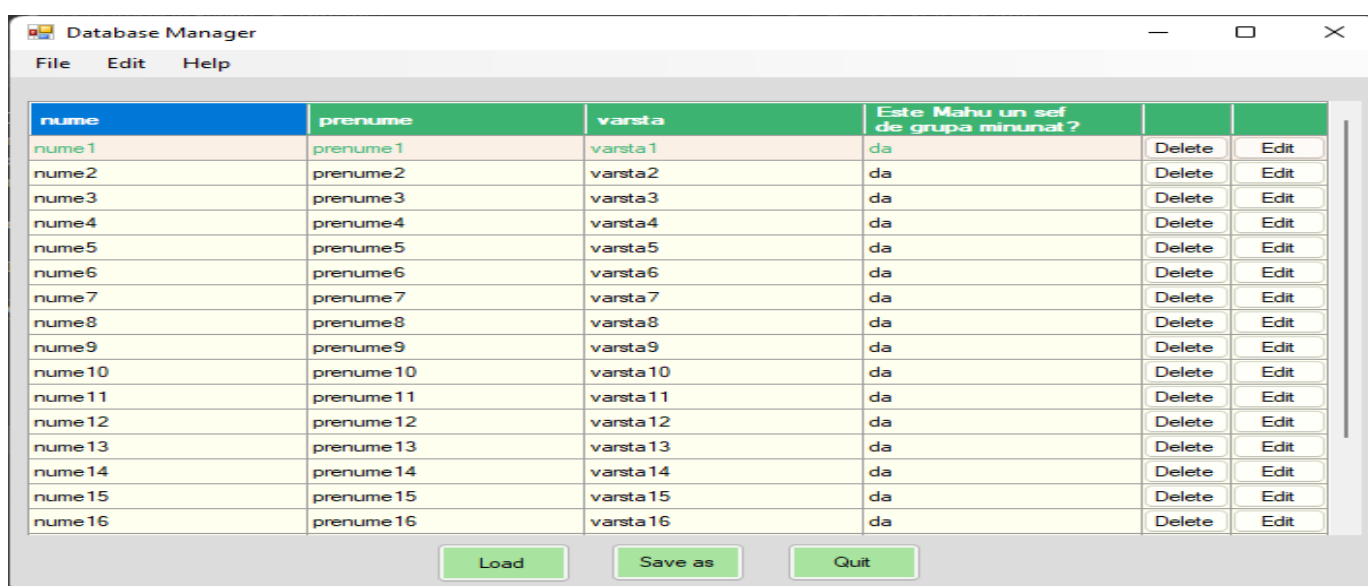 Database Manager
File Edit Help
nume prenume varsta Este Mahu un sef
de grupa minunat?
nume1 prenume1 varsta1 da Delete Edit
nume2 prenume2 varsta2 da Delete Edit
nume3 prenume3 varsta3 da Delete Edit
nume4 prenume4 varsta4 da Delete Edit
nume5 prenume5 varsta5 da Delete Edit
nume6 prenume6 varsta6 da Delete Edit
nume7 prenume7 varsta7 da Delete Edit
nume8 prenume8 varsta8 da Delete Edit
nume9 prenume9 varsta9 da Delete Edit
nume10 prenume10 varsta10 da Delete Edit
nume11 prenume11 varsta11 da Delete Edit
nume12 prenume12 varsta12 da Delete Edit
nume13 prenume13 varsta13 da Delete Edit
nume14 prenume14 varsta14 da Delete Edit
nume15 prenume15 varsta15 da Delete Edit
nume16 prenume16 varsta16 da Delete Edit
Load Save as Quit